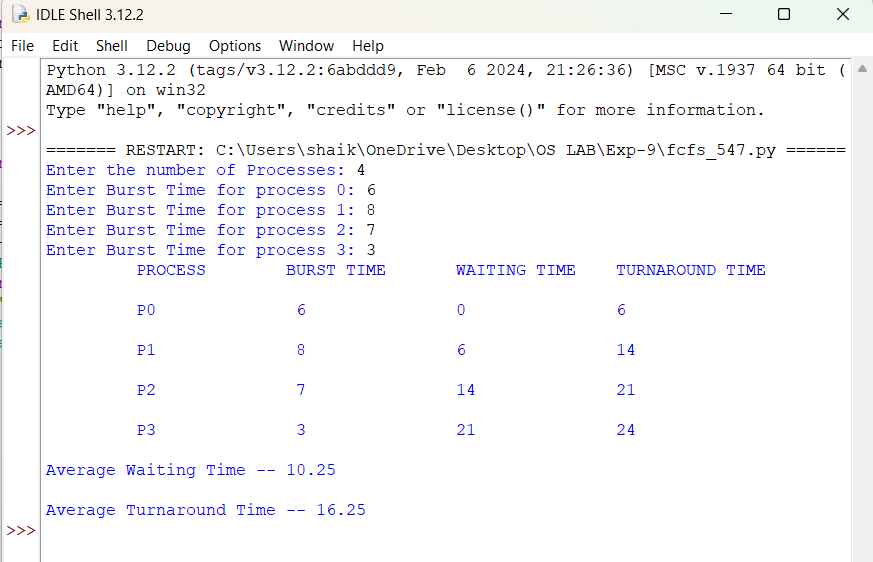 IDLE Shell 3.12.2
File Edit Shell Debug Options Window Help
Python 3.12.2 (tags/v3.12.2:6abddd9, Feb  6 2024, 21:26:36) [MSC v.1937 64 bit (
AMD64)] on win32
Type "help", "copyright", "credits" or "license()" for more information.
>>>
======= RESTART: C:\Users\shaik\OneDrive\Desktop\OS LAB\Exp-9\fcfs_547.py ======
Enter the number of Processes: 4
Enter Burst Time for process 0: 6
Enter Burst Time for process 1: 8
Enter Burst Time for process 2: 7
Enter Burst Time for process 3: 3
PROCESS BURST TIME WAITING TIME TURNAROUND TIME
P0 6 0 6
P1 8 6 14
P2 7 14 21
P3 3 21 24
Average Waiting Time -- 10.25
Average Turnaround Time -- 16.25
>>>